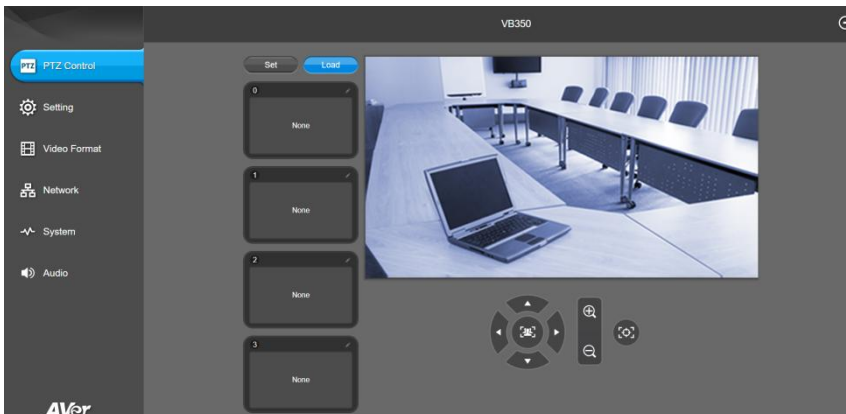 VB350
PTZ PTZ Control
Setting
Video Format
Network
System
Audio
AVer
Set Load
0
None
1
None
2
None
3
None